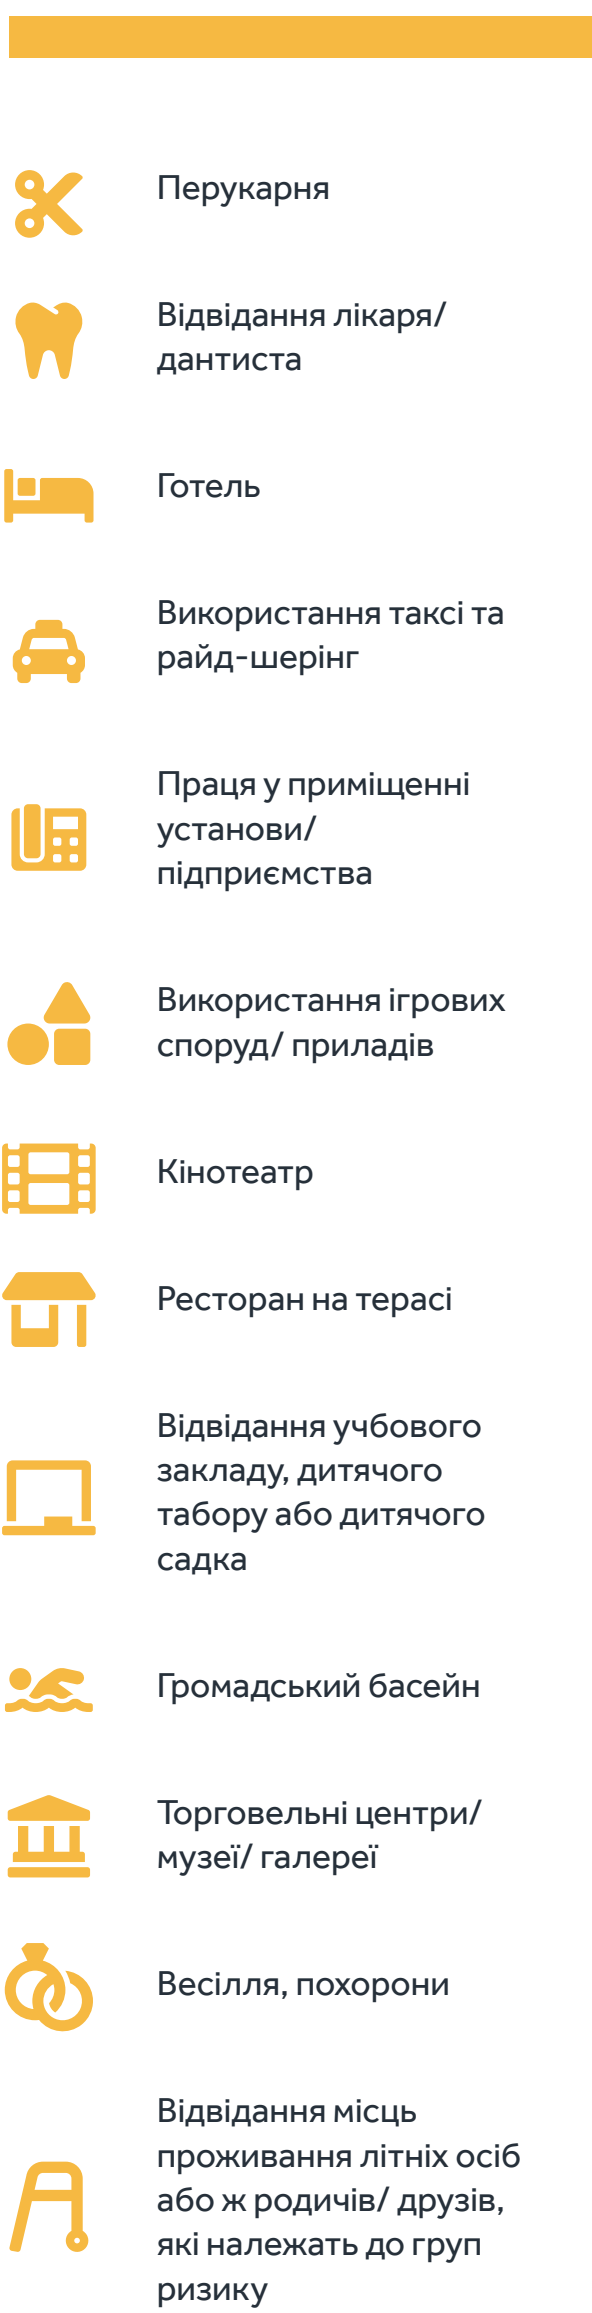 Перукарня
Відвідання лікаря/
дантиста
Готель
Використання таксі та
райд-шерінг
Праця у приміщенні
установи/
підприємства
Використання ігрових
споруд/ приладів
Кінотеатр
Ресторан на терасі
Відвідання учбового
закладу, дитячого
табору або дитячого
садка
Громадський басейн
Торговельні центри/
музеї/ галереї
Весілля, похорони
Відвідання місць
проживання літніх осіб
або ж родичів/ друзів,
які належать до груп
ризику